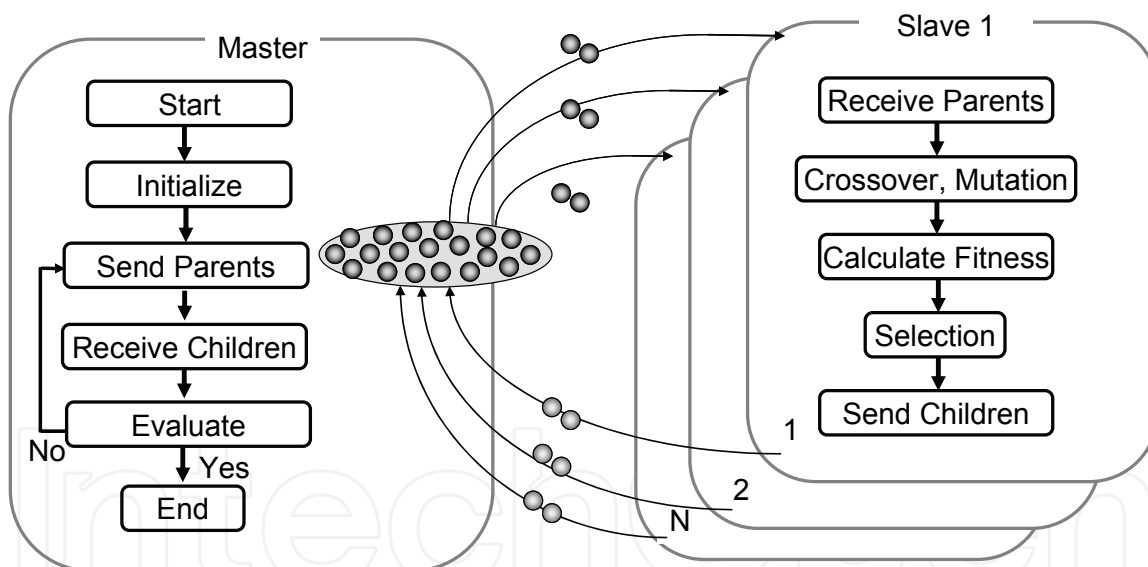 Master
Start
Initialize
Send Parents
Receive Children
Evaluate
No
Yes
End
Slave 1
Receive Parents
Crossover, Mutation
Calculate Fitness
Selection
Send Children
1
2
N
IntechOpen